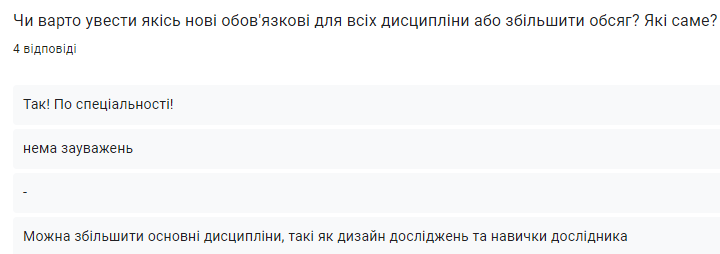 Чи варто увести якісь нові обов'язкові для всіх дисципліни або збільшити обсяг? Які саме?
4 відповіді
Так! По спеціальності!
нема зауважень
-
Можна збільшити основні дисципліни, такі як дизайн досліджень та навички дослідника